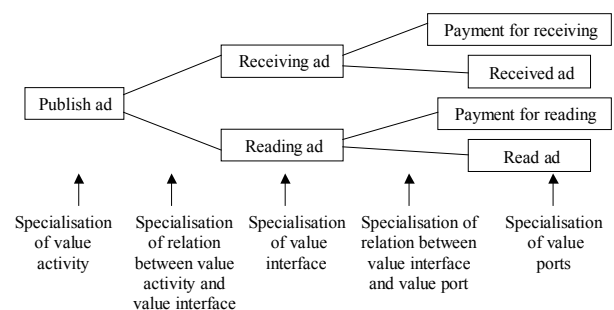 Payment for receiving
Receiving ad
Received ad
Publish ad
Payment for reading
Reading ad
Read ad
Specialisation
of value
activity
Specialisation
of relation
between value
activity and
value interface
Specialisation
of value
interface
Specialisation of
relation between
value interface
and value port
Specialisation
of value
ports